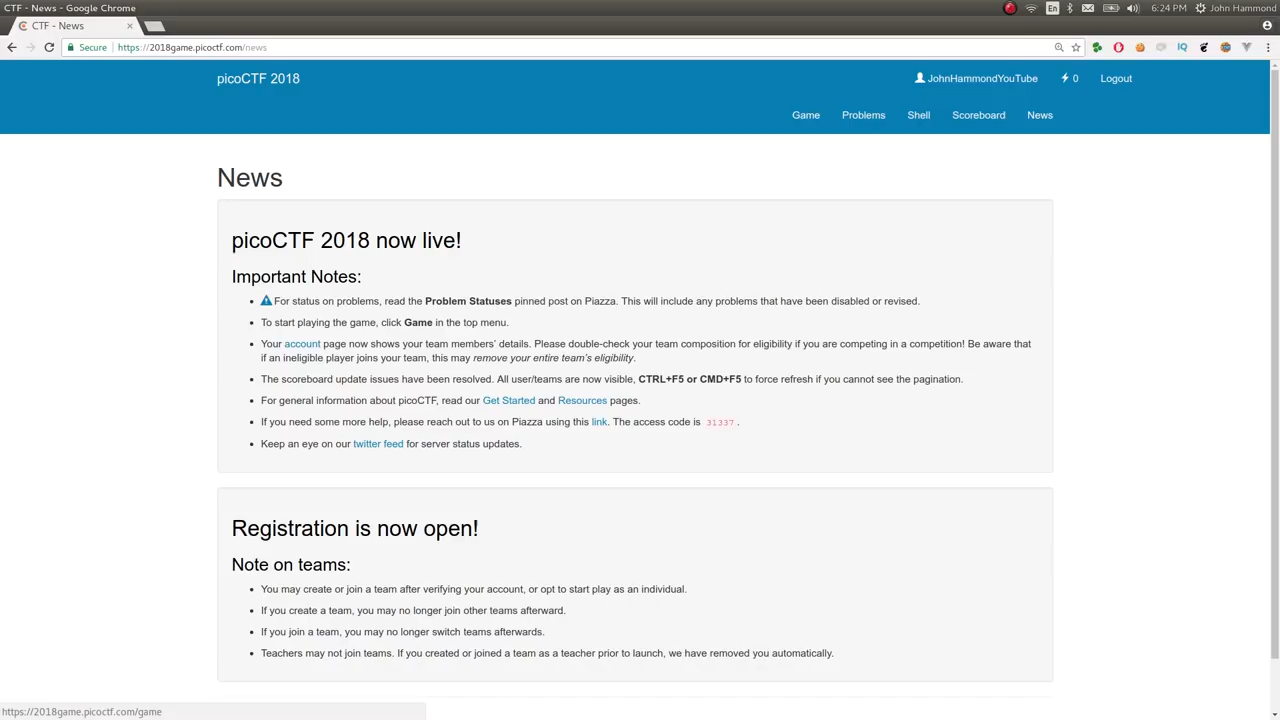 CTF - News - Google Chrome
En
6:24 PM
John Hammond
CTF - News
Secure
https://2018game.picoctf.com/news
IQ
picoCTF 2018
JohnHammondYouTube
0
Logout
Game
Problems
Shell
Scoreboard
News
News
picoCTF 2018 now live!
Important Notes:
For status on problems, read the Problem Statuses pinned post on Piazza. This will include any problems that have been disabled or revised.
To start playing the game, click Game in the top menu.
Your account page now shows your team members' details. Please double-check your team composition for eligibility if you are competing in a competition! Be aware that
if an ineligible player joins your team, this may remove your entire team's eligibility.
The scoreboard update issues have been resolved. All user/teams are now visible, CTRL+F5 or CMD+F5 to force refresh if you cannot see the pagination.
For general information about picoCTF, read our Get Started and Resources pages.
If you need some more help, please reach out to us on Piazza using this link. The access code is 31337 .
Keep an eye on our twitter feed for server status updates.
Registration is now open!
Note on teams:
You may create or join a team after verifying your account, or opt to start play as an individual.
If you create a team, you may no longer join other teams afterward.
If you join a team, you may no longer switch teams afterwards.
Teachers may not join teams. If you created or joined a team as a teacher prior to launch, we have removed you automatically.
https://2018game.picoctf.com/game